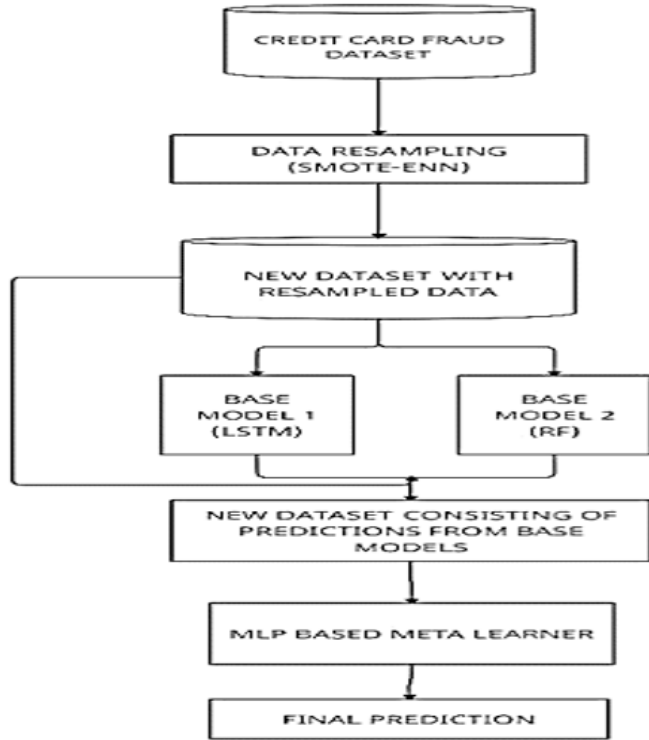 CREDIT CARD FRAUD
DATASET
DATA RESAMPLING
(SMOTE-ENN)
NEW DATASET WITH
RESAMPLED DATA
BASE
MODEL 1
(LSTM)
BASE
MODEL 2
(RF)
NEW DATASET CONSISTING OF
PREDICTIONS FROM BASE
MODELS
MLP BASED META LEARNER
FINAL PREDICTION